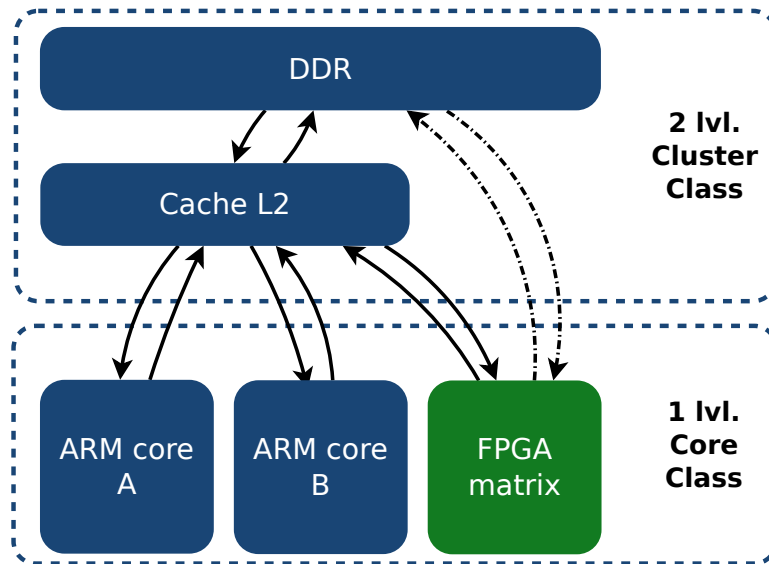 DDR
2 lvl.
Cluster
Class
Cache L2
ARM core
A
ARM core
B
FPGA
matrix
1 lvl.
Core
Class